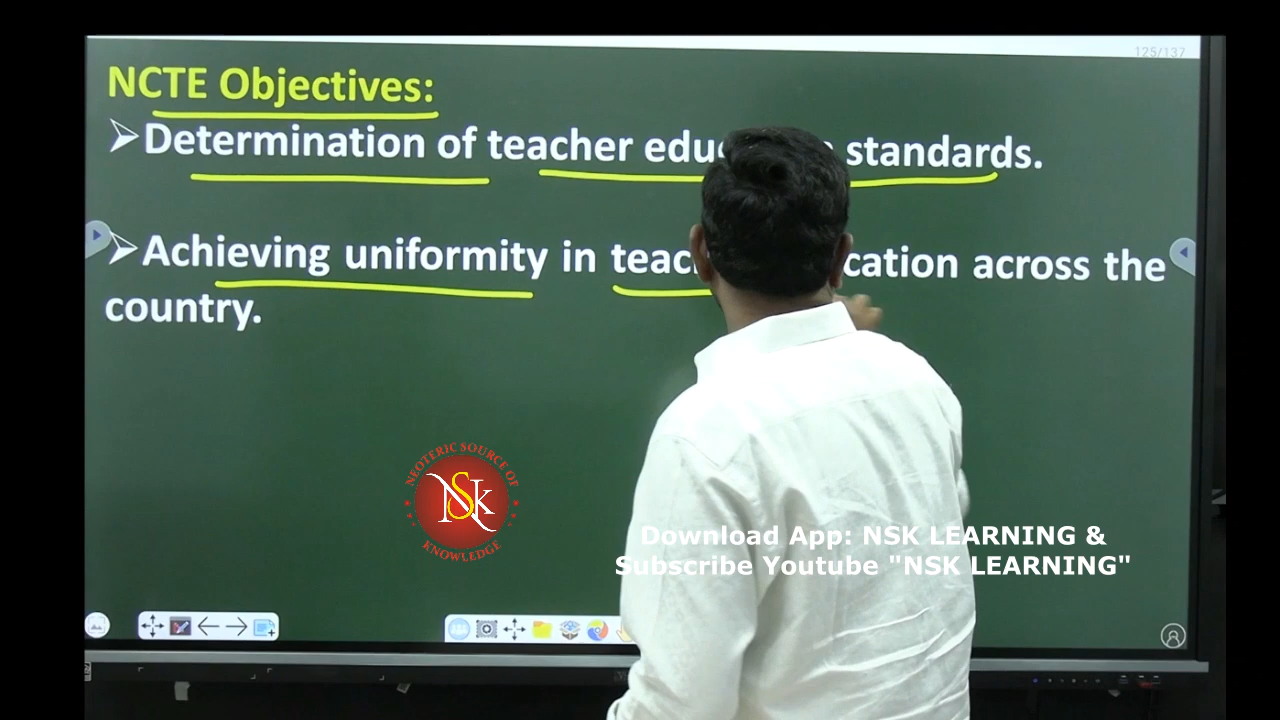 125/137
NCTE Objectives:
➢Determination of teacher edu standards.
➢Achieving uniformity in teac cation across the
country.
NEOTERIC SOURCE OF
NSK
KNOWLEDGE
Download App: NSK LEARNING &
Subscribe Youtube "NSK LEARNING"